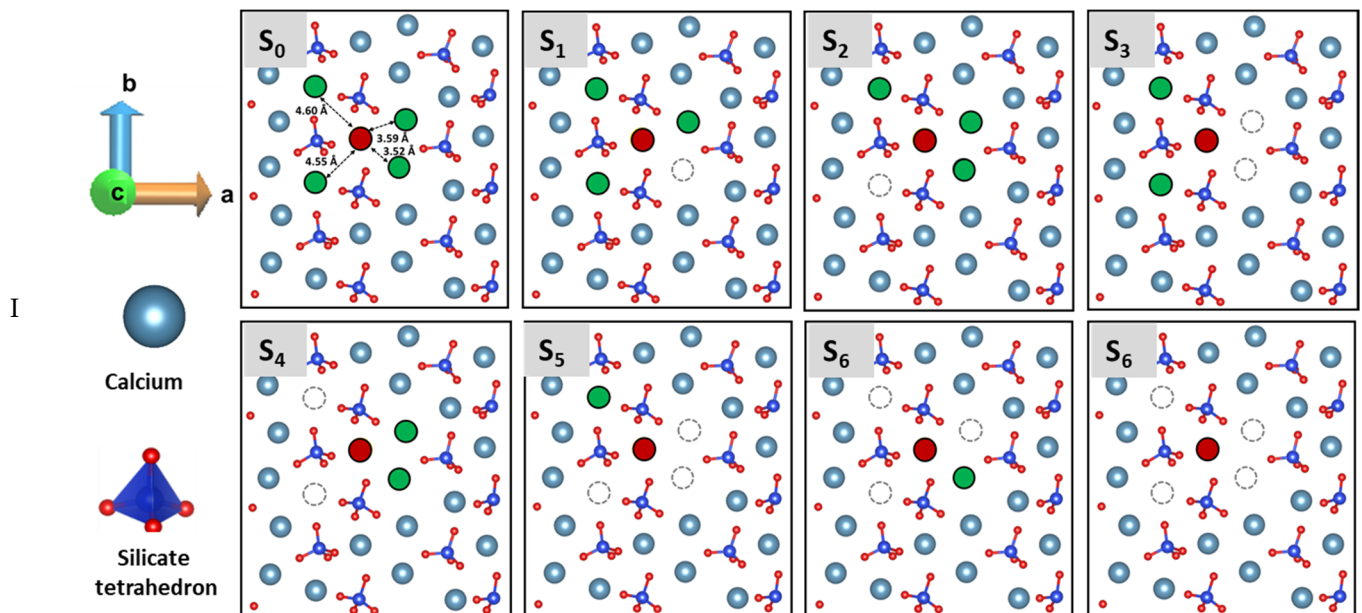 S0
S1
S2
S3
b
c
a
4.60 Å
3.59 Å
3.52 Å
4.55 Å
I
Calcium
S4
S5
S6
S6
Silicate
tetrahedron